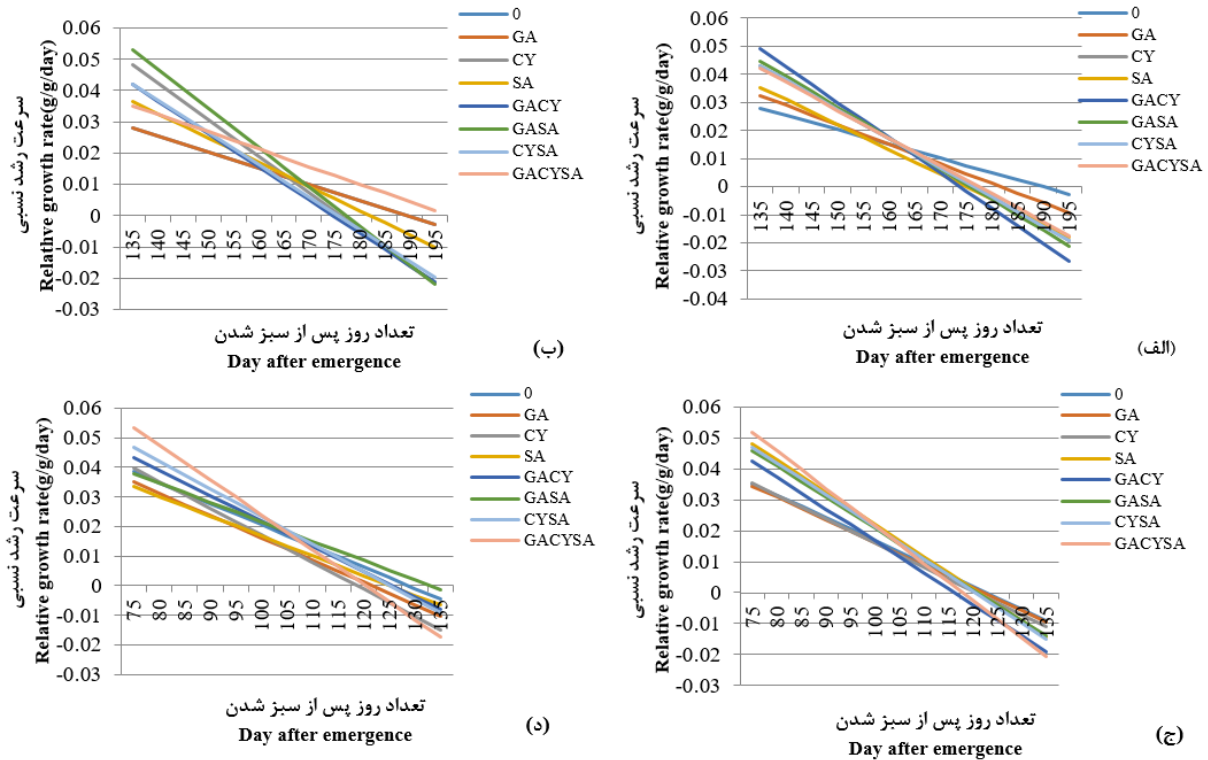 0
GA
CY
SA
GACY
GASA
CYSA
GACYSA
0.06
0.05
0.04
0.03
0.02
0.01
0
-0.01
-0.02
-0.03
-0.04
135
140
145
150
155
160
165
170
175
180
185
190
195
سرعت رشد نسبی
Relative growth rate(g/g/day)
تعداد روز پس از سبز شدن
Day after emergence
(الف)
0
GA
CY
SA
GACY
GASA
CYSA
GACYSA
0.06
0.05
0.04
0.03
0.02
0.01
0
-0.01
-0.02
-0.03
135
140
145
150
155
160
165
170
175
180
185
190
195
سرعت رشد نسبی
Relathve growth rate(g/g/day)
تعداد روز پس از سبز شدن
Day after emergence
(ب)
0
GA
CY
SA
GACY
GASA
CYSA
GACYSA
0.06
0.05
0.04
0.03
0.02
0.01
0
-0.01
-0.02
-0.03
75
80
85
90
95
100
105
110
115
120
125
130
135
سرعت رشد نسبی
Relative growth rate(g/g/day)
تعداد روز پس از سبز شدن
Day after emergence
(ج)
0
GA
CY
SA
GACY
GASA
CYSA
GACYSA
0.06
0.05
0.04
0.03
0.02
0.01
0
-0.01
-0.02
-0.03
75
80
85
90
95
100
105
110
115
120
125
130
135
سرعت رشد نسبی
Relative growth rate(g/g/day)
تعداد روز پس از سبز شدن
Day after emergence
(د)